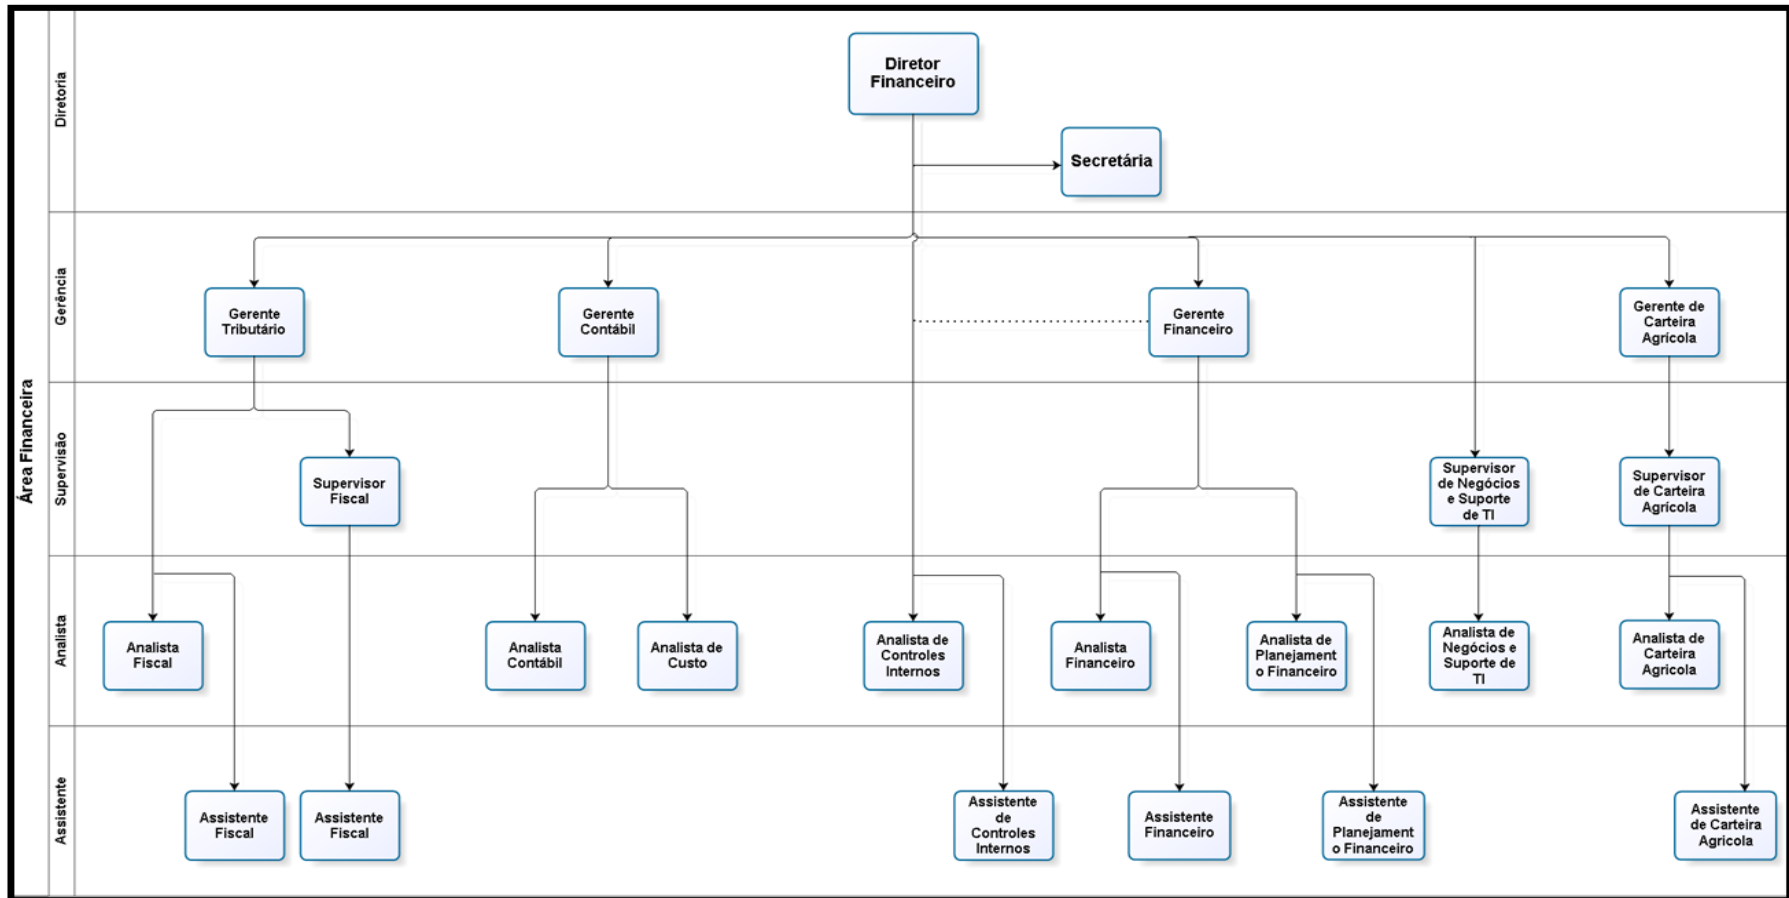 Área Financeira
Diretoria
Diretor
Financeiro
Secretária
Gerência
Gerente
Tributário
Gerente
Contábil
Gerente
Financeiro
Gerente de
Carteira
Agrícola
Supervisão
Supervisor
Fiscal
Supervisor
de Negócios
e Suporte
de TI
Supervisor
de Carteira
Agrícola
Analista
Analista
Fiscal
Analista
Contábil
Analista de
Custo
Analista de
Controles
Internos
Analista
Financeiro
Analista de
Planejament
o Financeiro
Analista de
Negócios e
Suporte de
TI
Analista de
Carteira
Agricola
Assistente
Assistente
Fiscal
Assistente
Fiscal
Assistente
de
Controles
Internos
Assistente
Financeiro
Assistente
de
Planejament
o Financeiro
Assistente
de Carteira
Agricola